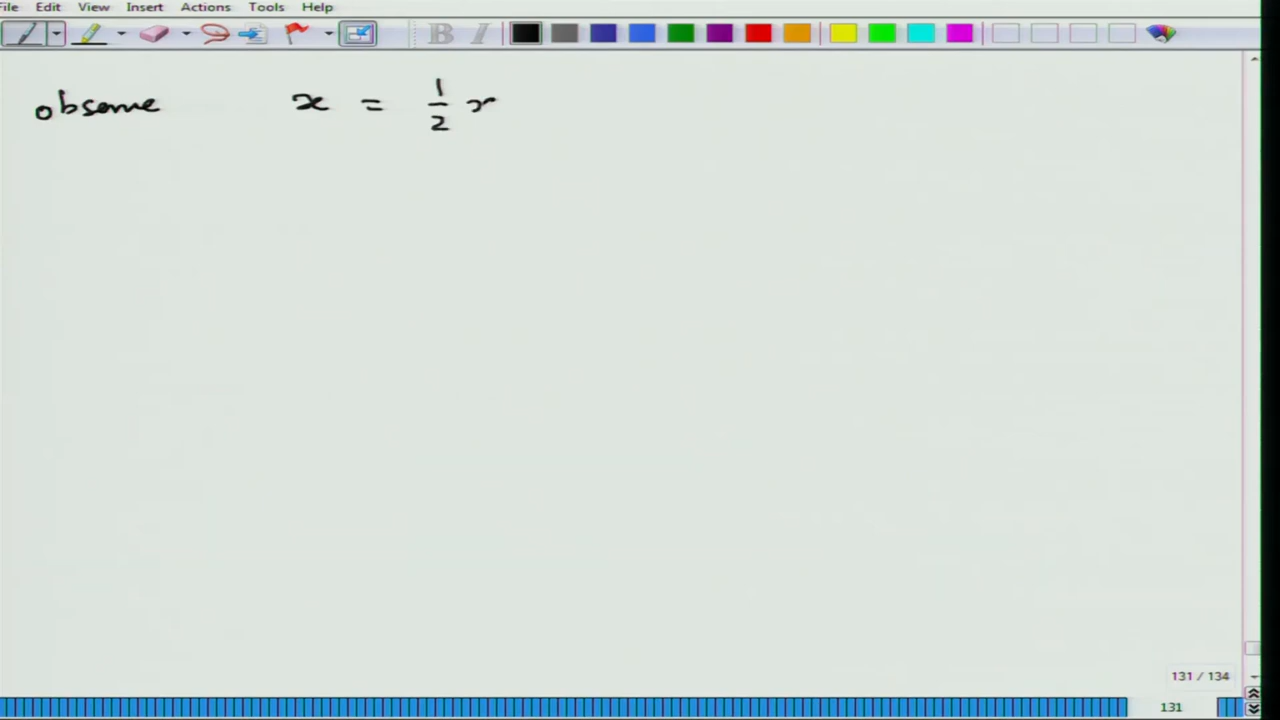 File Edit View Insert Actions Tools Help
B I
observe x = 1/2 x
131 / 134
131